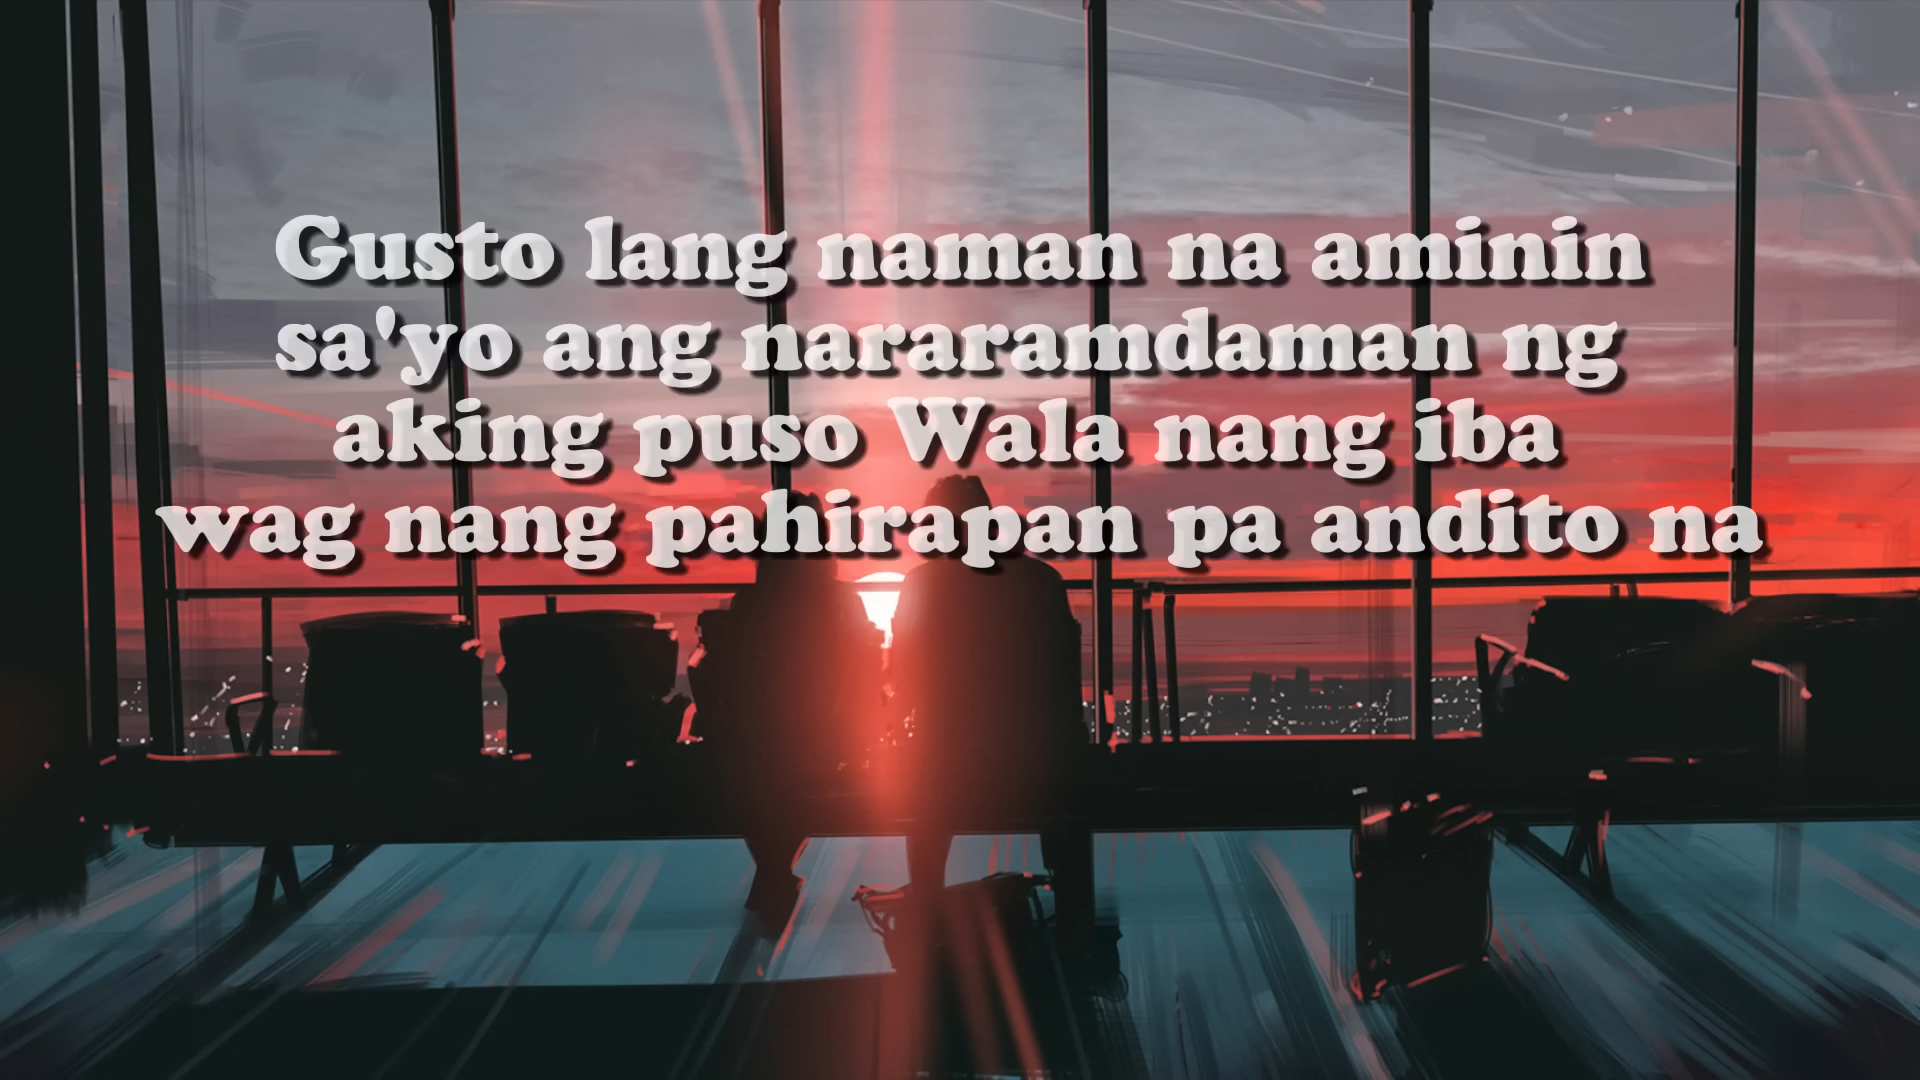 Gusto lang naman na aminin
sa'yo ang nararamdaman ng
aking puso Wala nang iba
wag nang pahirapan pa andito na